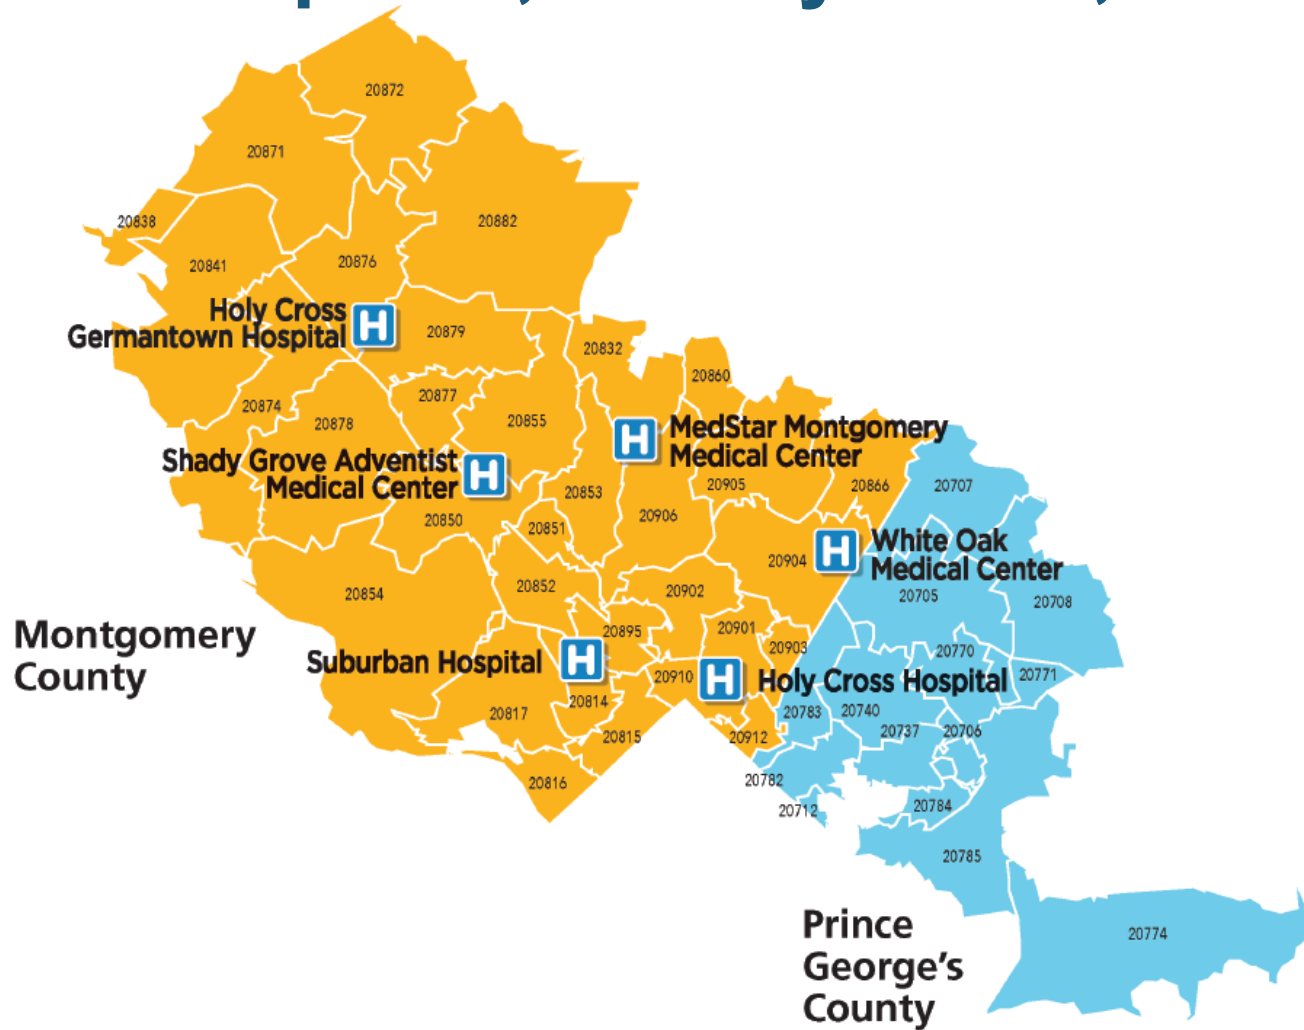 20872
20871
20838
20882
20841
20876
Holy Cross
Germantown Hospital
H
20879
20832
20860
20877
20874
20878
20855
MedStar Montgomery
Medical Center
H
Shady Grove Adventist
Medical Center
H
20853
20905
20866
20707
20850
20851
20906
20904
H
White Oak
Medical Center
20854
20852
20902
20705
20708
20895
20901
20903
20770
Montgomery
County
Suburban Hospital
H
20910
H
Holy Cross Hospital
20771
20814
20817
20815
20912
20783
20740
20737
20706
20816
20782
20712
20784
20785
Prince
George's
County
20774